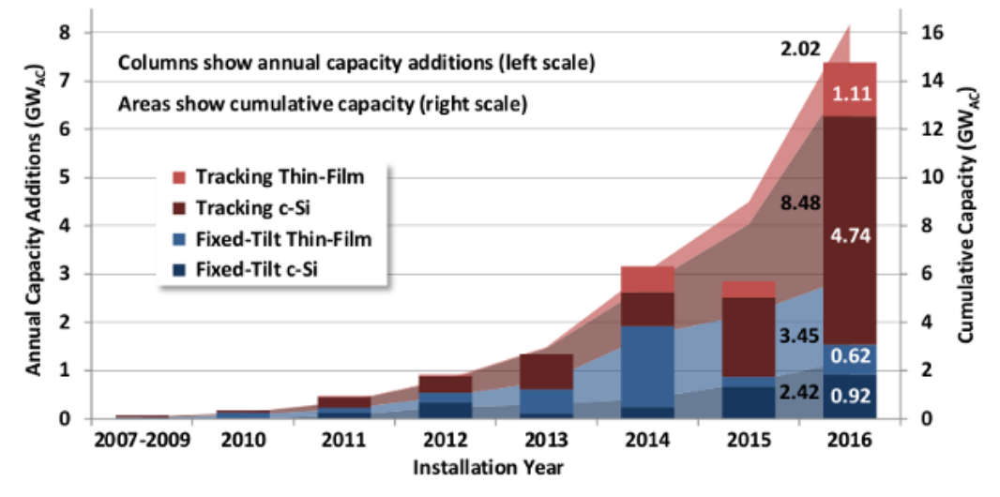 Columns show annual capacity additions (left scale)
Areas show cumulative capacity (right scale)
Annual Capacity Additions (GWAC)
8
7
6
5
4
3
2
1
0
Tracking Thin-Film
Tracking c-Si
Fixed-Tilt Thin-Film
Fixed-Tilt c-Si
2.02
8.48
3.45
2.42
1.11
4.74
0.62
0.92
16
14
12
10
8
6
4
2
0
Cumulative Capacity (GWAC)
2007-2009 2010 2011 2012 2013 2014 2015 2016
Installation Year